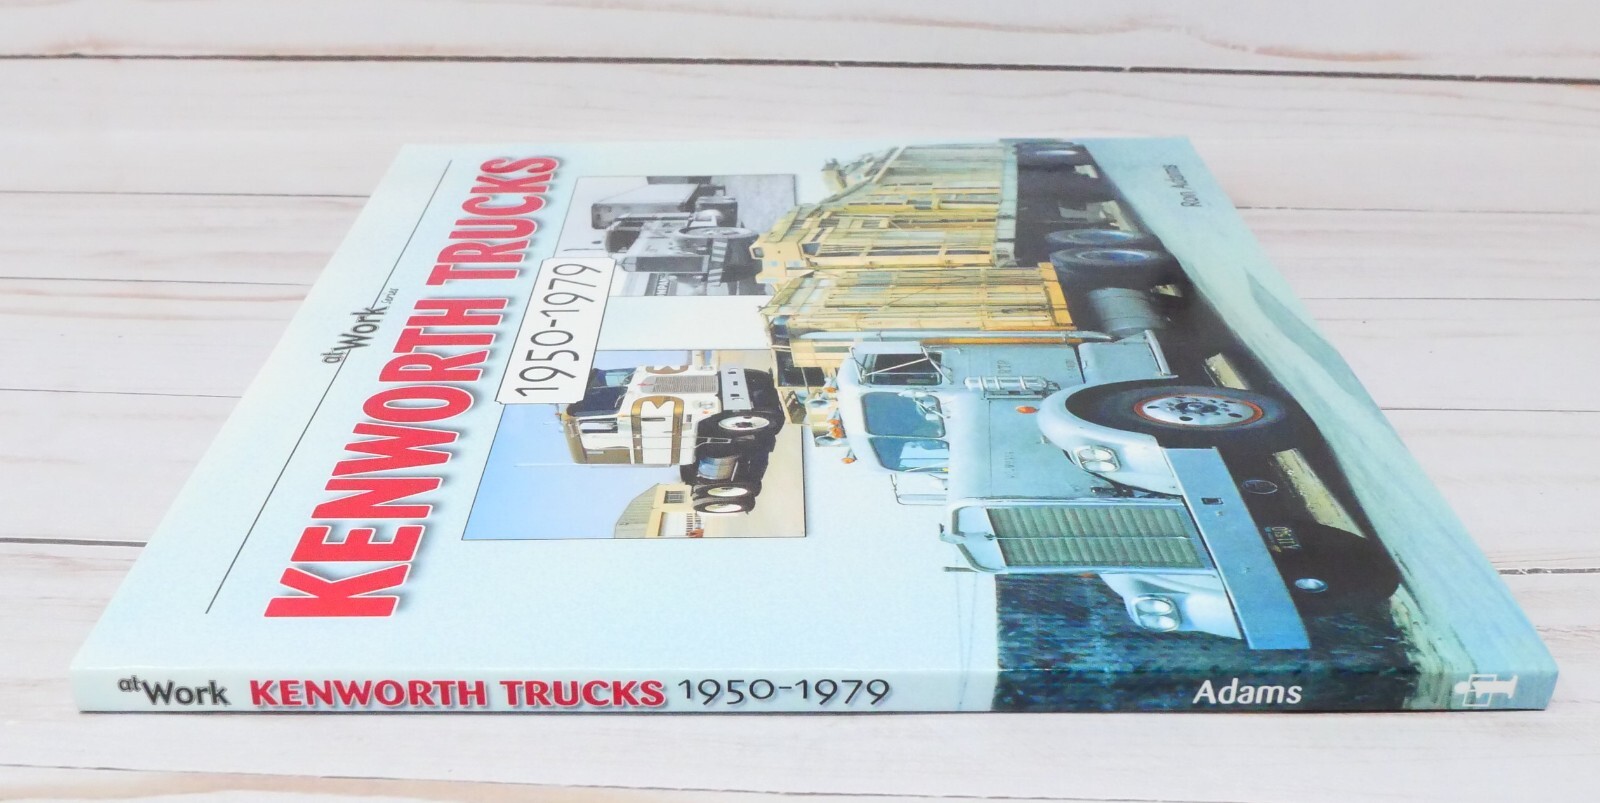 at Work series
KENWORTH TRUCKS
1950-1979
Ron Adams
at Work KENWORTH TRUCKS 1950-1979 Adams